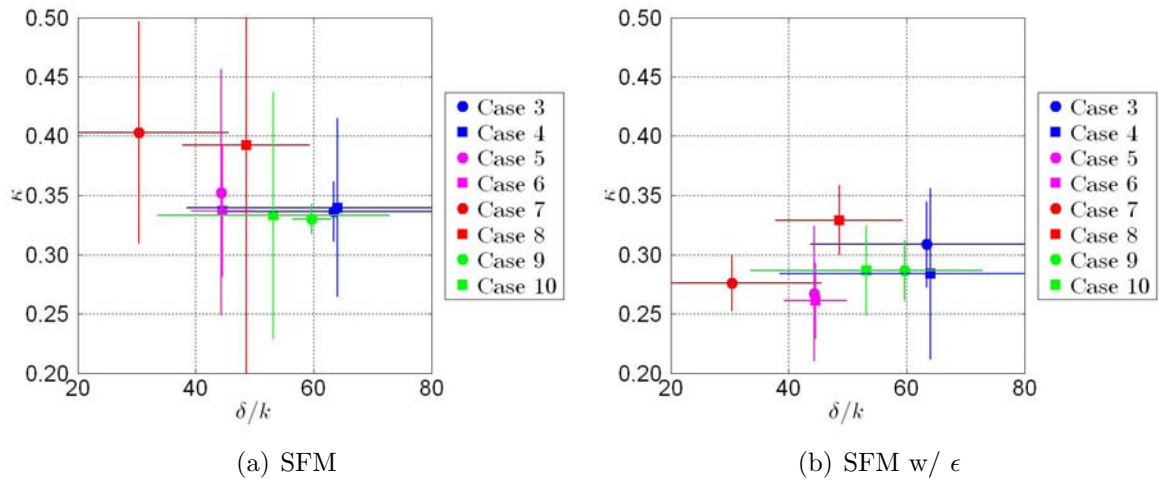 0.50
0.45
0.40
0.35
0.30
0.25
0.20
κ
20
40
60
80
δ/k
Case 3
Case 4
Case 5
Case 6
Case 7
Case 8
Case 9
Case 10
(a) SFM
0.50
0.45
0.40
0.35
0.30
0.25
0.20
κ
20
40
60
80
δ/k
Case 3
Case 4
Case 5
Case 6
Case 7
Case 8
Case 9
Case 10
(b) SFM w/ ϵ